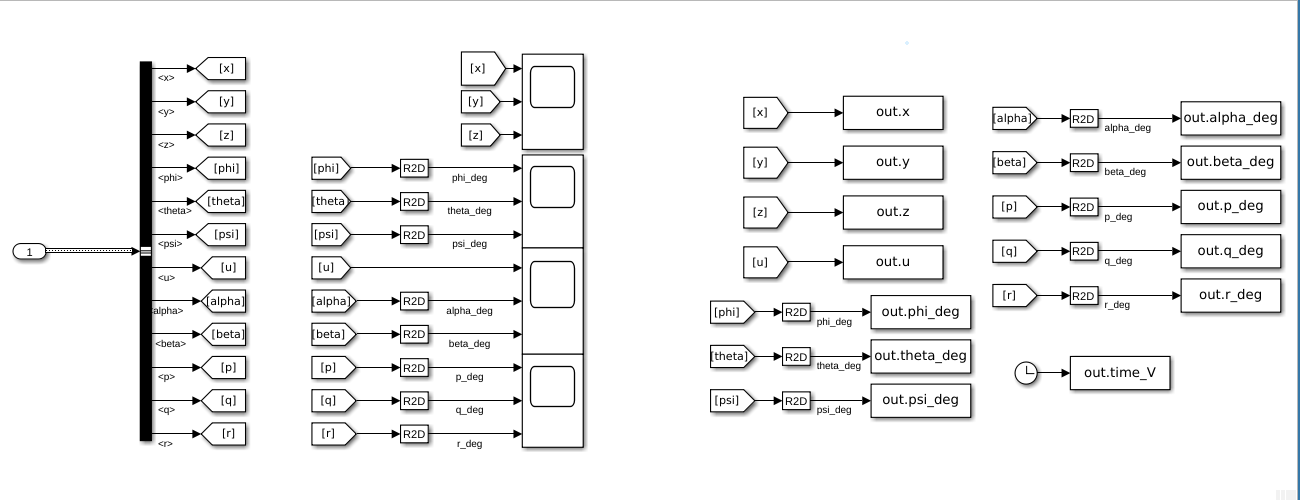 1
<x>
<y>
<z>
<phi>
<theta>
<psi>
<u>
alpha>
<beta>
<p>
<q>
<r>
[x]
[y]
[z]
[phi]
[theta]
[psi]
[u]
[alpha]
[beta]
[p]
[q]
[r]
[x]
[y]
[z]
[phi] R2D phi_deg
[theta] R2D theta_deg
[psi] R2D psi_deg
[u]
[alpha] R2D alpha_deg
[beta] R2D beta_deg
[p] R2D p_deg
[q] R2D q_deg
[r] R2D r_deg
[x] out.x
[y] out.y
[z] out.z
[u] out.u
[phi] R2D phi_deg out.phi_deg
[theta] R2D theta_deg out.theta_deg
[psi] R2D psi_deg out.psi_deg
[alpha] R2D alpha_deg out.alpha_deg
[beta] R2D beta_deg out.beta_deg
[p] R2D p_deg out.p_deg
[q] R2D q_deg out.q_deg
[r] R2D r_deg out.r_deg
out.time_V